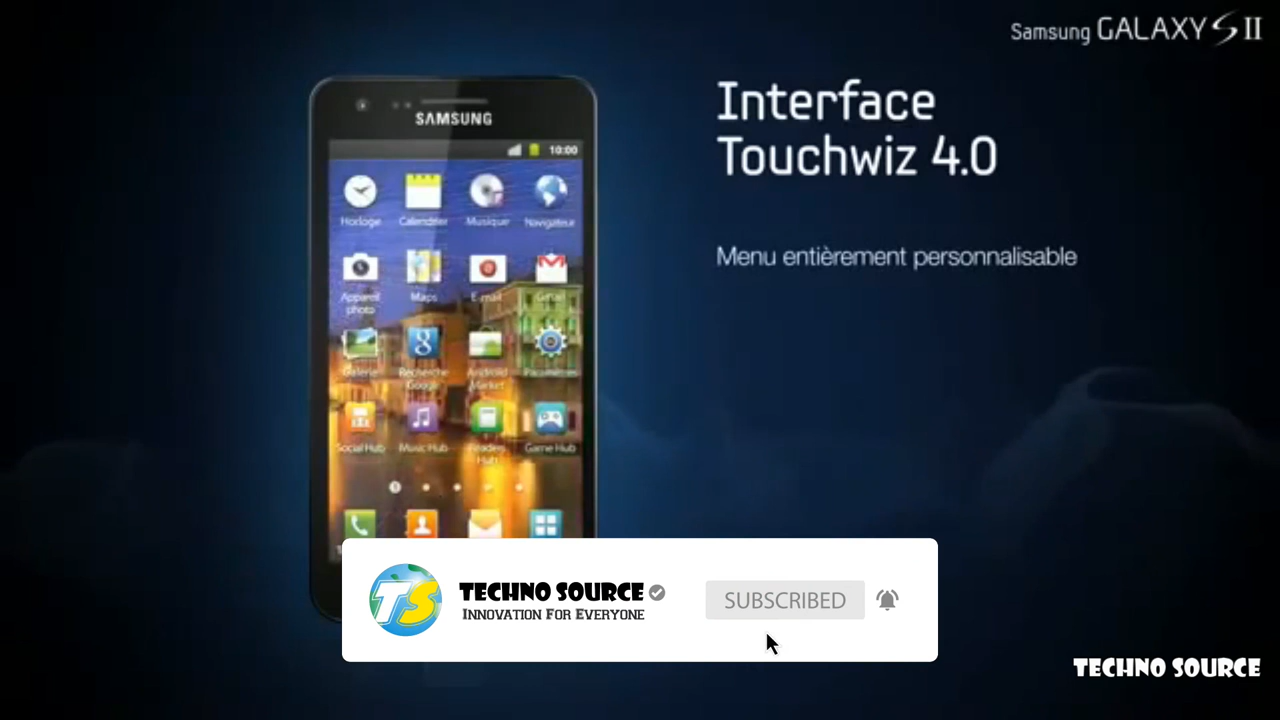 Samsung GALAXY S II
Interface
Touchwiz 4.0
Menu entièrement personnalisable
SAMSUNG
10:00
Horloge Calendrier Musique Navigateur
Appareil photo Maps E-mail Gmail
Galerie Recherche Google Android Market Paramètres
Social Hub Music Hub Readers Hub Game Hub
1
TS
TECHNO SOURCE
INNOVATION FOR EVERYONE
SUBSCRIBED
TECHNO SOURCE